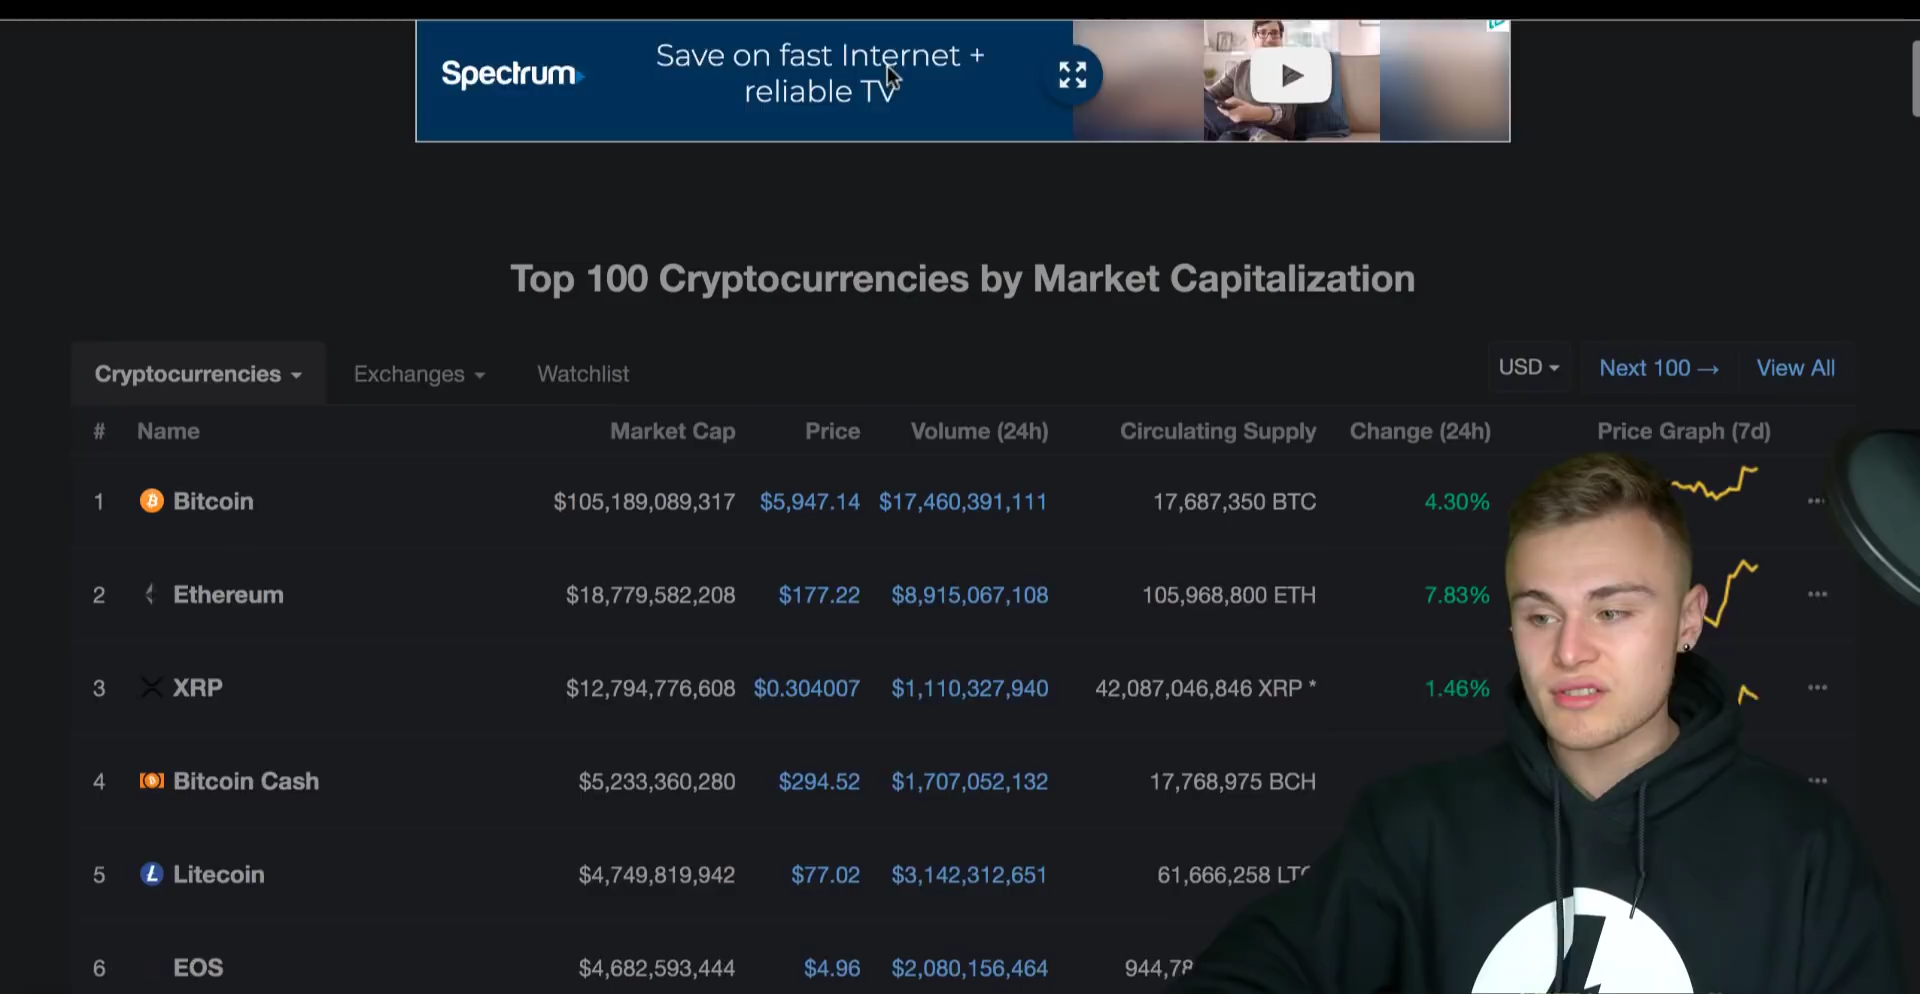 Spectrum
Save on fast Internet +
reliable TV
Top 100 Cryptocurrencies by Market Capitalization
Cryptocurrencies Exchanges Watchlist USD Next 100 → View All
# Name Market Cap Price Volume (24h) Circulating Supply Change (24h) Price Graph (7d)
1 Bitcoin $105,189,089,317 $5,947.14 $17,460,391,111 17,687,350 BTC 4.30%
2 Ethereum $18,779,582,208 $177.22 $8,915,067,108 105,968,800 ETH 7.83%
3 XRP $12,794,776,608 $0.304007 $1,110,327,940 42,087,046,846 XRP * 1.46%
4 Bitcoin Cash $5,233,360,280 $294.52 $1,707,052,132 17,768,975 BCH
5 Litecoin $4,749,819,942 $77.02 $3,142,312,651 61,666,258
6 EOS $4,682,593,444 $4.96 $2,080,156,464